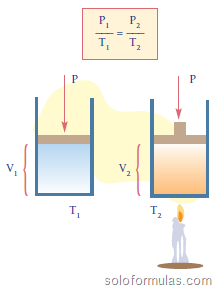 P1 = P2
T1 T2
P P
V1 V2
T1 T2
soloformulas.com